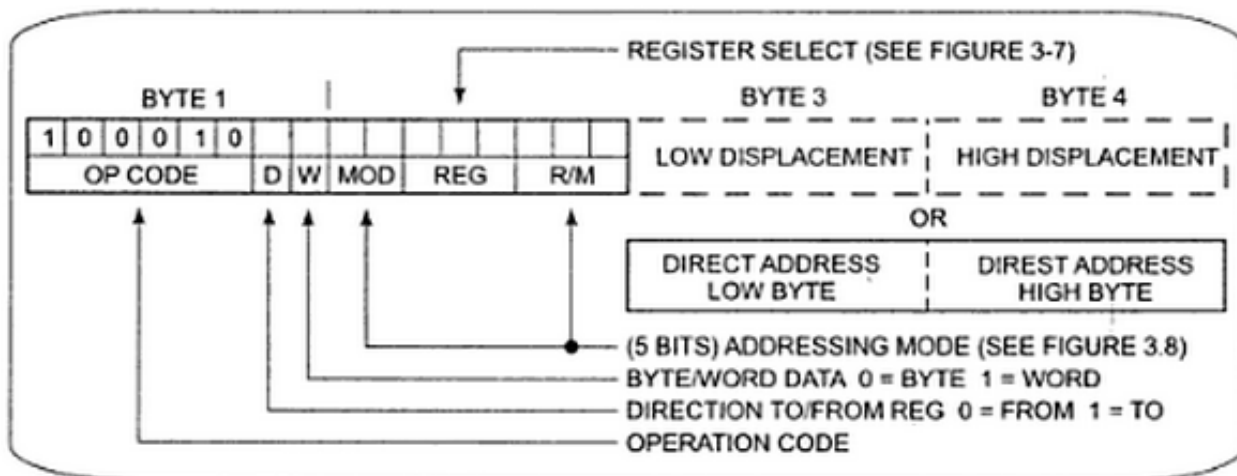 REGISTER SELECT (SEE FIGURE 3-7)
BYTE 1
BYTE 3
BYTE 4
1 0 0 0 1 0
LOW DISPLACEMENT
HIGH DISPLACEMENT
OP CODE D W MOD REG R/M
OR
DIRECT ADDRESS
LOW BYTE
DIREST ADDRESS
HIGH BYTE
(5 BITS) ADDRESSING MODE (SEE FIGURE 3.8)
BYTE/WORD DATA 0 = BYTE 1 = WORD
DIRECTION TO/FROM REG 0 = FROM 1 = TO
OPERATION CODE